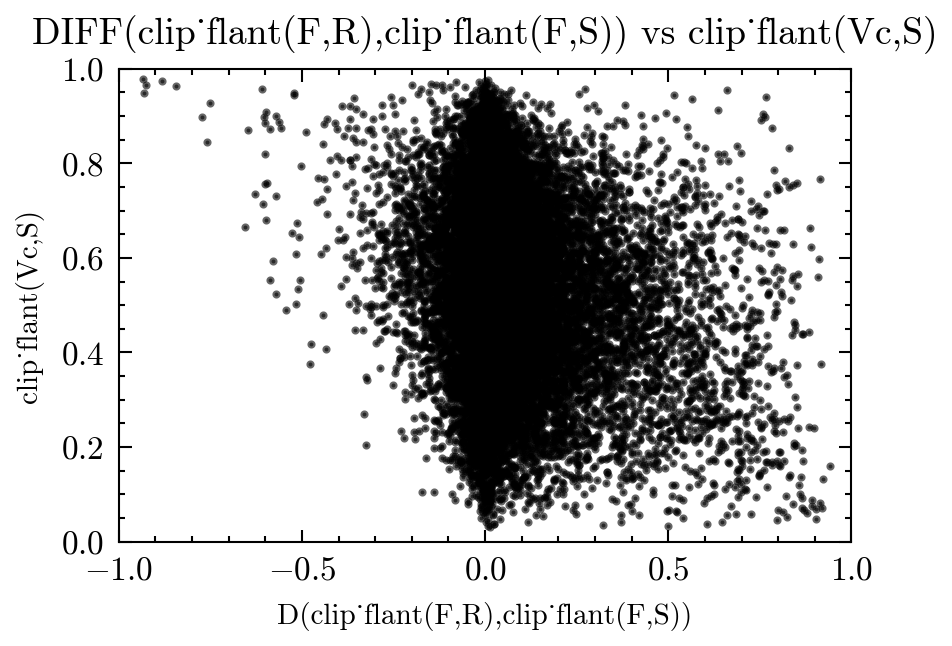 DIFF(clip˙flant(F,R),clip˙flant(F,S)) vs clip˙flant(Vc,S)
1.0
0.8
0.6
0.4
0.2
0.0
clip˙flant(Vc,S)
−1.0 −0.5 0.0 0.5 1.0
D(clip˙flant(F,R),clip˙flant(F,S))